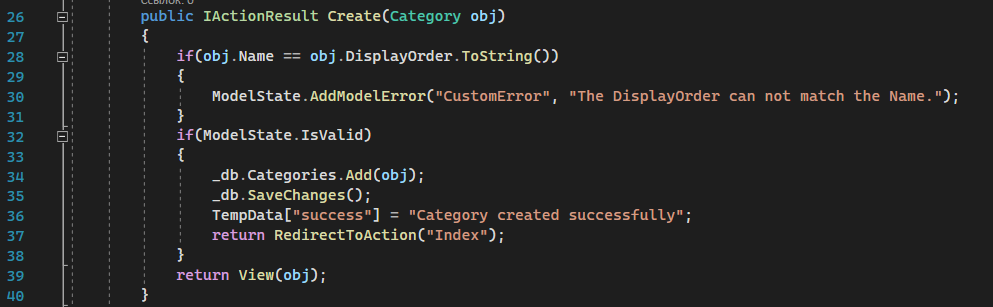 Ссылок: 0
26 public IActionResult Create(Category obj)
27 {
28 if(obj.Name == obj.DisplayOrder.ToString())
29 {
30 ModelState.AddModelError("CustomError", "The DisplayOrder can not match the Name.");
31 }
32 if(ModelState.IsValid)
33 {
34 _db.Categories.Add(obj);
35 _db.SaveChanges();
36 TempData["success"] = "Category created successfully";
37 return RedirectToAction("Index");
38 }
39 return View(obj);
40 }